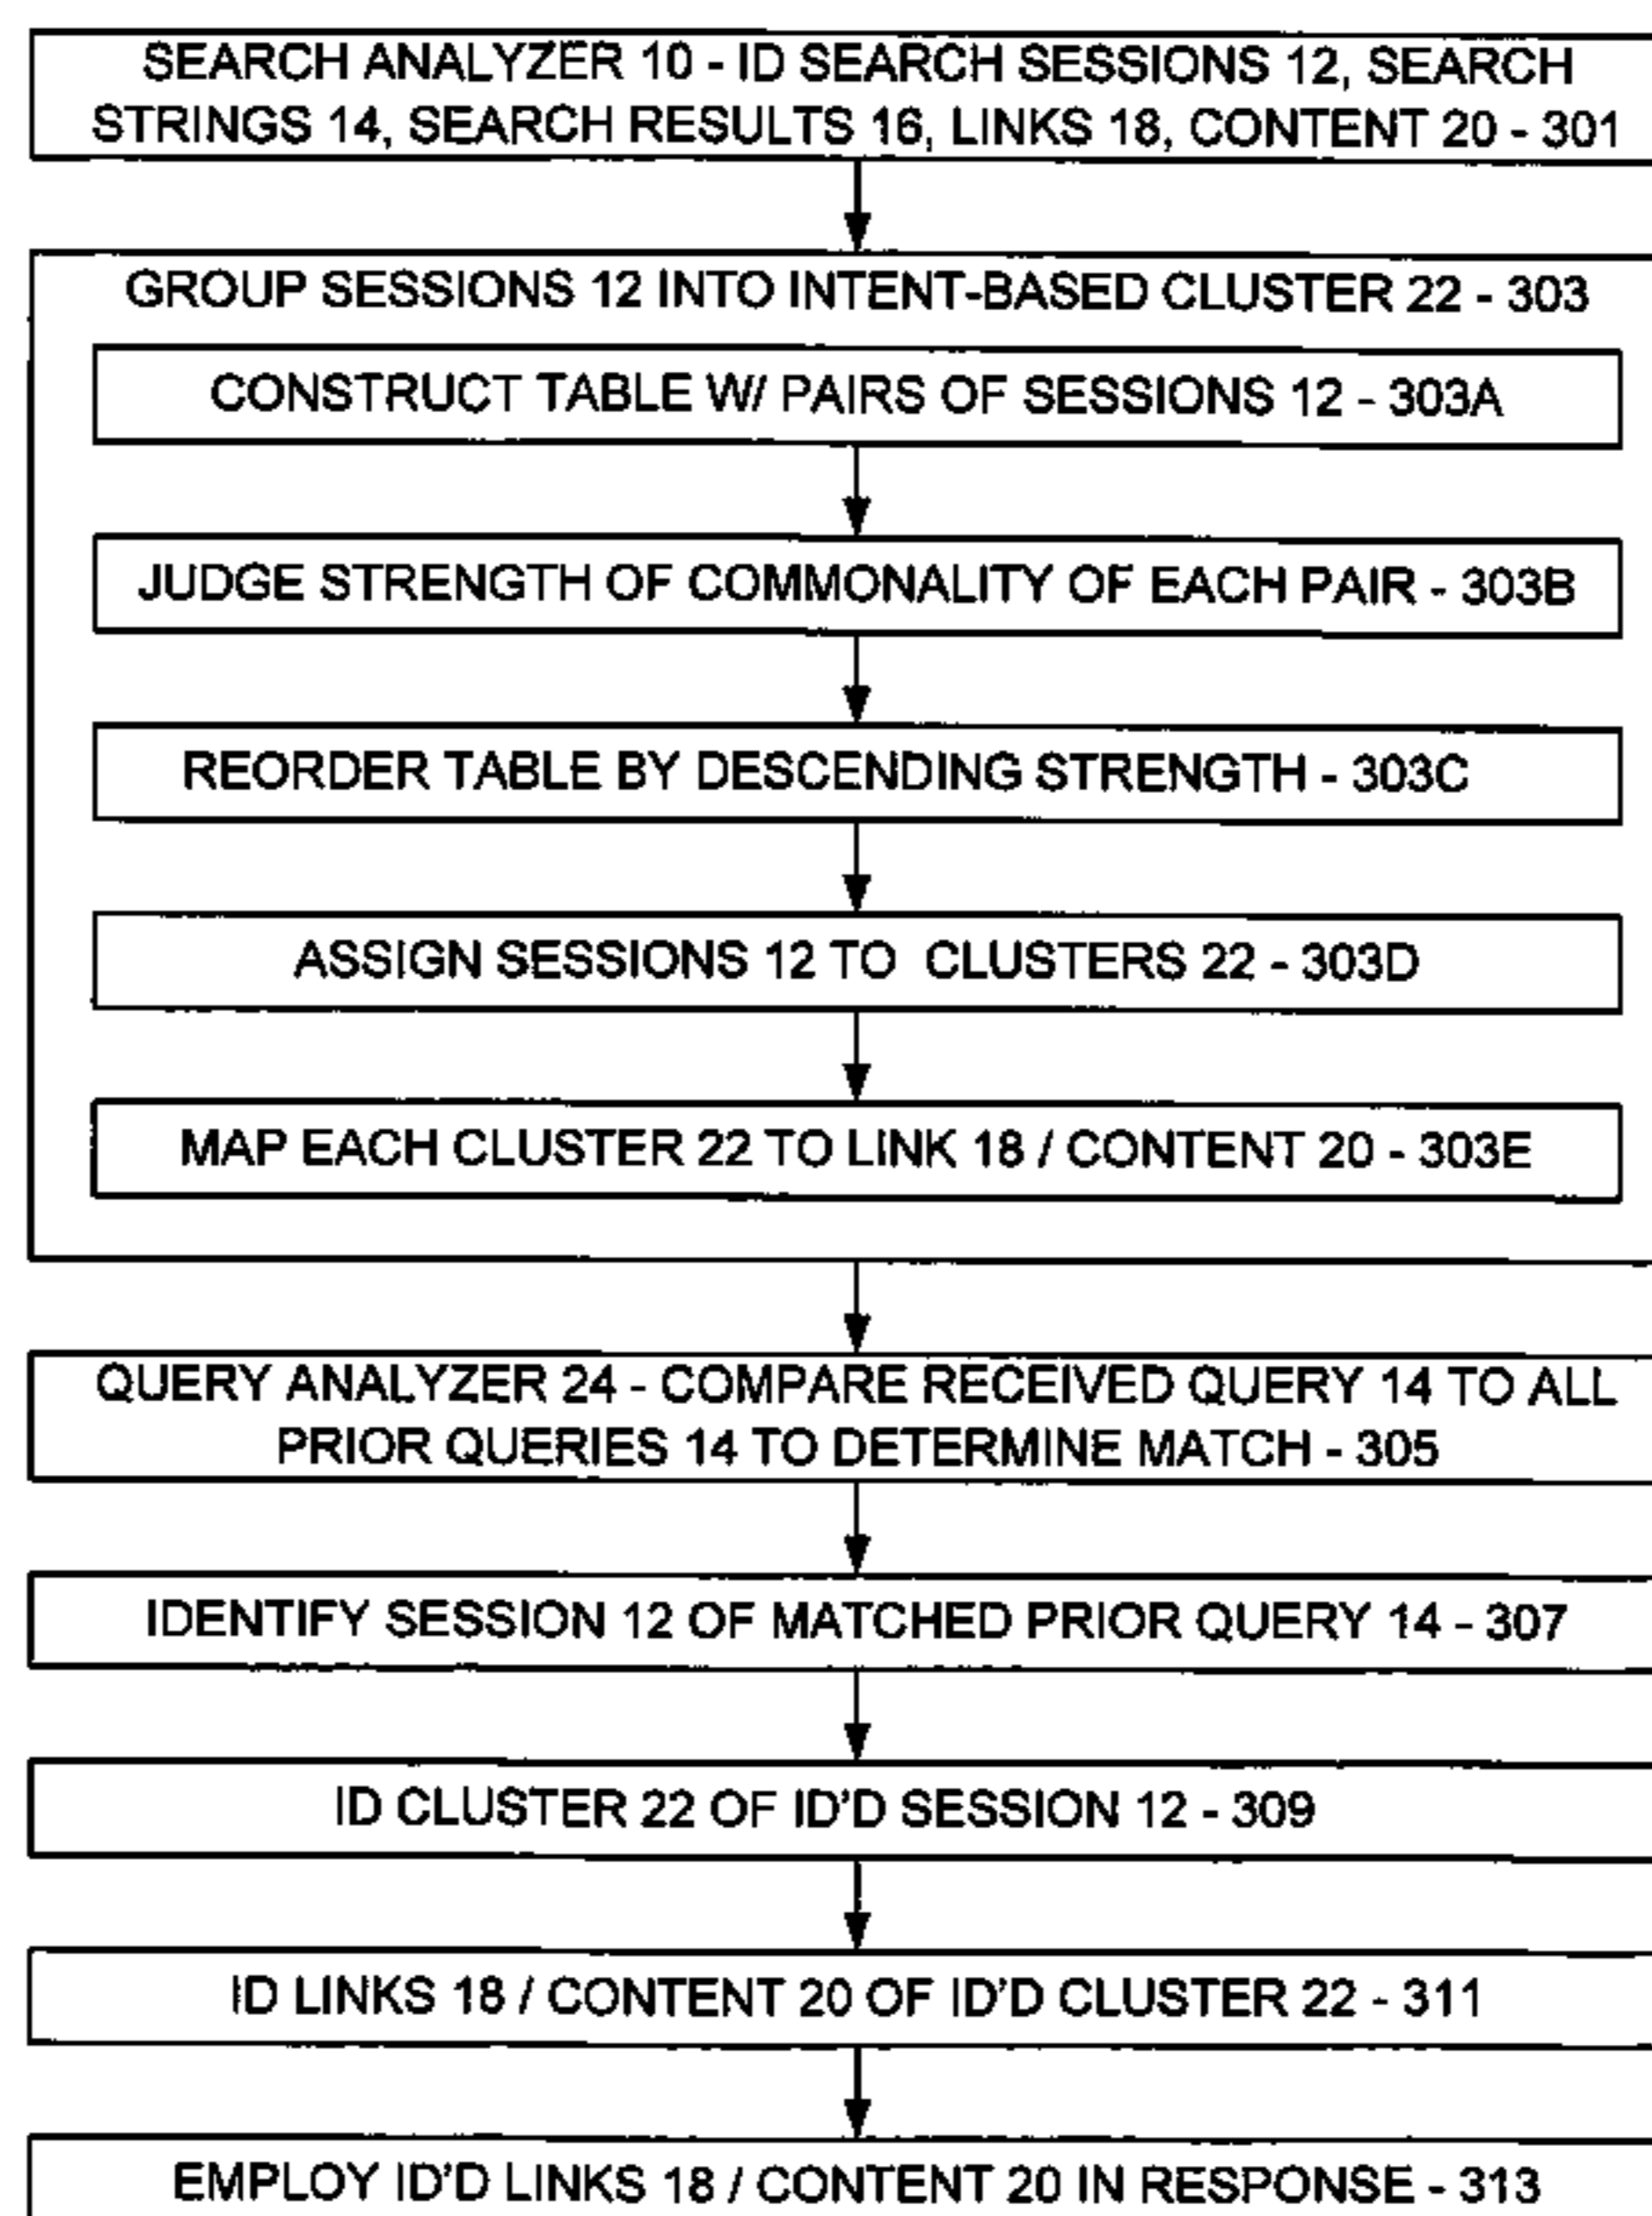 SEARCH ANALYZER 10 - ID SEARCH SESSIONS 12, SEARCH
STRINGS 14, SEARCH RESULTS 16, LINKS 18, CONTENT 20 - 301
GROUP SESSIONS 12 INTO INTENT-BASED CLUSTER 22 - 303
CONSTRUCT TABLE W/ PAIRS OF SESSIONS 12 - 303A
JUDGE STRENGTH OF COMMONALITY OF EACH PAIR - 303B
REORDER TABLE BY DESCENDING STRENGTH - 303C
ASSIGN SESSIONS 12 TO CLUSTERS 22 - 303D
MAP EACH CLUSTER 22 TO LINK 18 / CONTENT 20 - 303E
QUERY ANALYZER 24 - COMPARE RECEIVED QUERY 14 TO ALL
PRIOR QUERIES 14 TO DETERMINE MATCH - 305
IDENTIFY SESSION 12 OF MATCHED PRIOR QUERY 14 - 307
ID CLUSTER 22 OF ID'D SESSION 12 - 309
ID LINKS 18 / CONTENT 20 OF ID'D CLUSTER 22 - 311
EMPLOY ID'D LINKS 18 / CONTENT 20 IN RESPONSE - 313